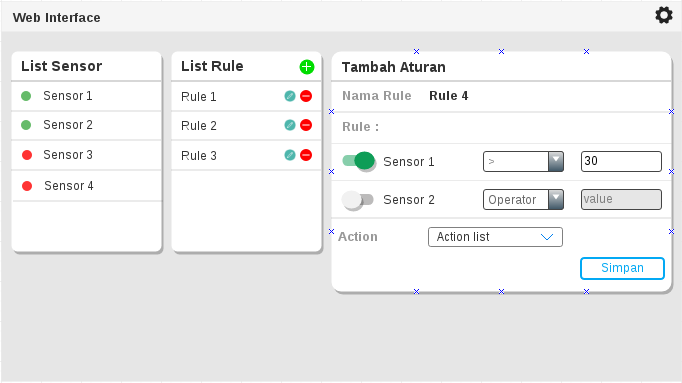 Web Interface
List Sensor
Sensor 1
Sensor 2
Sensor 3
Sensor 4
List Rule
Rule 1
Rule 2
Rule 3
Tambah Aturan
Nama Rule Rule 4
Rule :
Sensor 1 > 30
Sensor 2 Operator value
Action Action list
Simpan